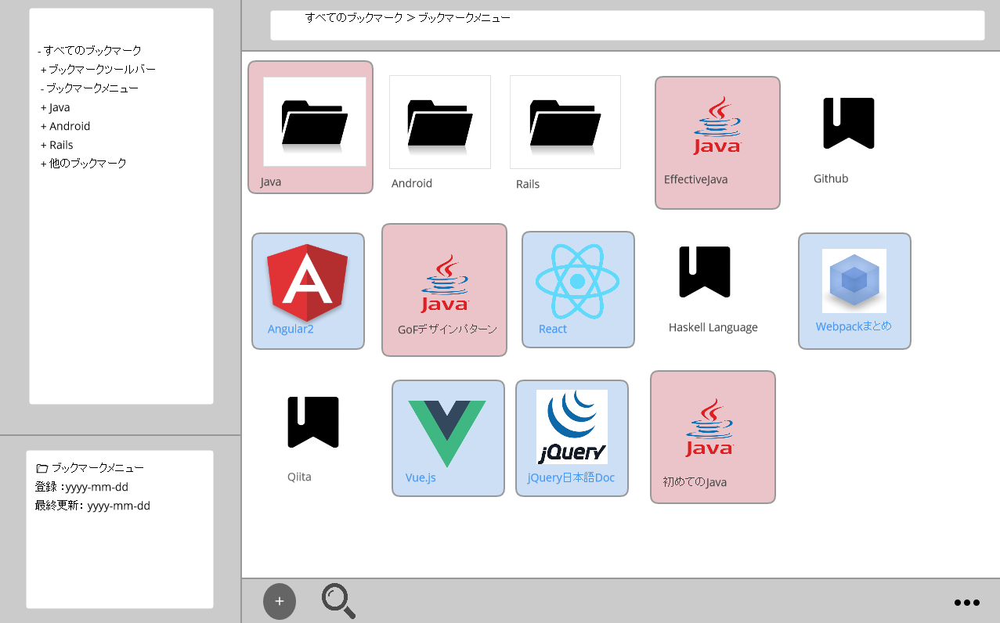 すべてのブックマーク > ブックマークメニュー
- すべてのブックマーク
+ ブックマークツールバー
- ブックマークメニュー
+ Java
+ Android
+ Rails
+ 他のブックマーク
ブックマークメニュー
登録：yyyy-mm-dd
最終更新： yyyy-mm-dd
Java
Android
Rails
Java
EffectiveJava
Github
A
Angular2
Java
GoFデザインパターン
React
Haskell Language
Webpackまとめ
Qiita
Vue.js
jQuery
jQuery日本語Doc
Java
初めてのJava
+